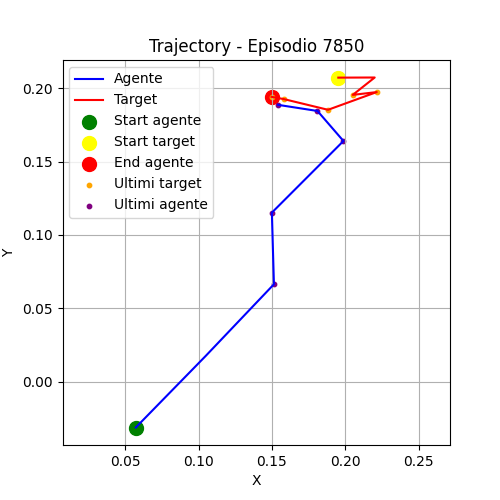 Trajectory - Episodio 7850
Agente
Target
Start agente
Start target
End agente
Ultimi target
Ultimi agente
0.20
0.15
0.10
0.05
0.00
Y
0.05
0.10
0.15
0.20
0.25
X